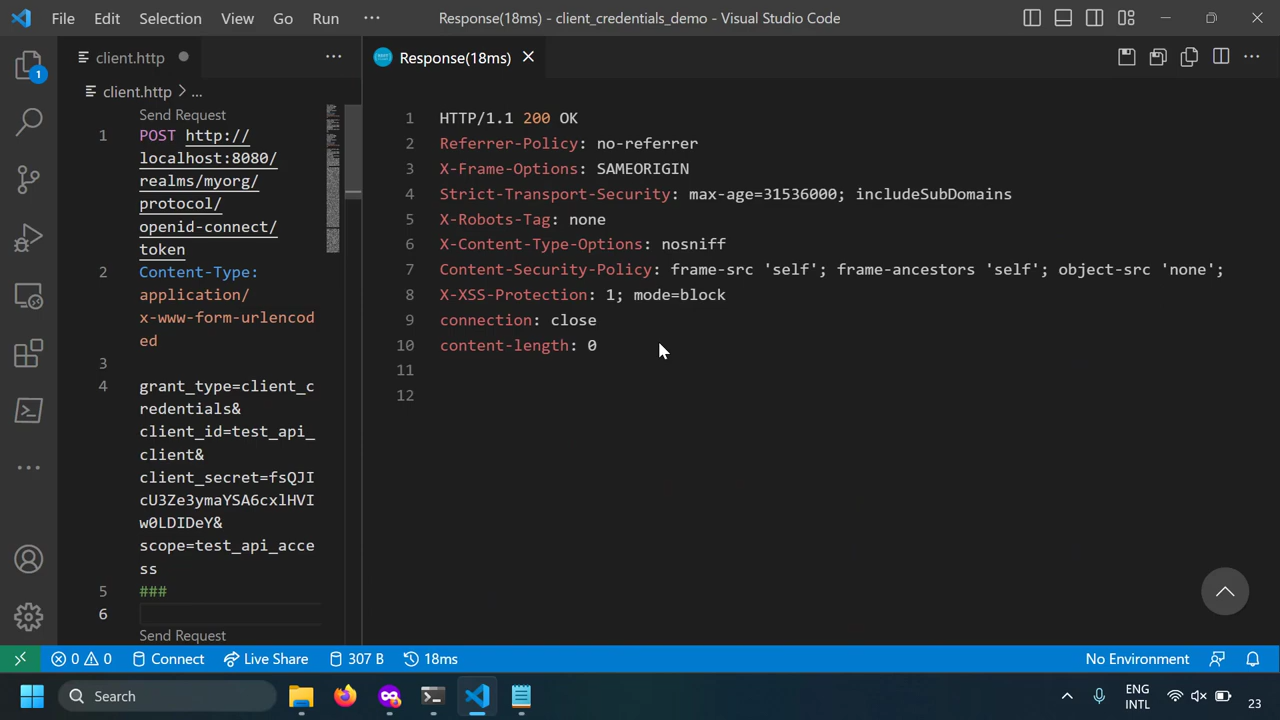 File Edit Selection View Go Run ··· Response(18ms) - client_credentials_demo - Visual Studio Code
client.http
Response(18ms)
client.http > ...
Send Request
1 POST http://
localhost:8080/
realms/myorg/
protocol/
openid-connect/
token
2 Content-Type:
application/
x-www-form-urlencod
ed
3
4 grant_type=client_c
redentials&
client_id=test_api_
client&
client_secret=fsQJI
cU3Ze3ymaYSA6cxlHVI
w0LDIDeY&
scope=test_api_acce
ss
5 ###
6
Send Request
1 HTTP/1.1 200 OK
2 Referrer-Policy: no-referrer
3 X-Frame-Options: SAMEORIGIN
4 Strict-Transport-Security: max-age=31536000; includeSubDomains
5 X-Robots-Tag: none
6 X-Content-Type-Options: nosniff
7 Content-Security-Policy: frame-src 'self'; frame-ancestors 'self'; object-src 'none';
8 X-XSS-Protection: 1; mode=block
9 connection: close
10 content-length: 0
11
12
1
0 0 Connect Live Share 307 B 18ms No Environment
Search
ENG
INTL
23